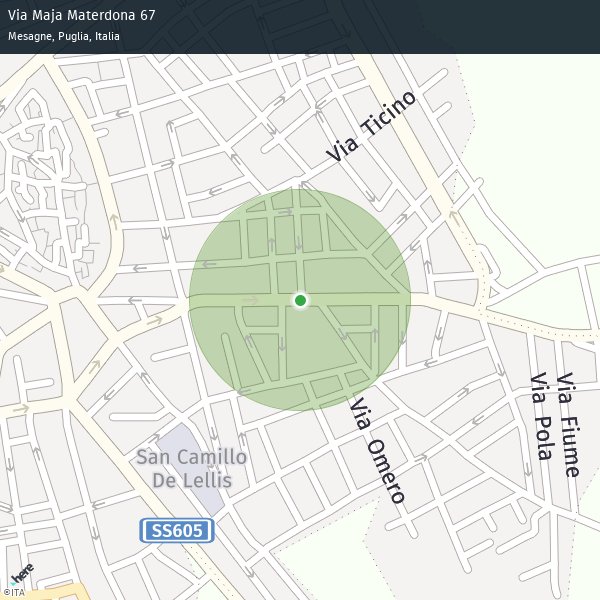 Via Maja Materdona 67
Mesagne, Puglia, Italia
Via Ticino
Via Fiume
Via Pola
Via Omero
San Camillo
De Lellis
SS605
here
©ITA